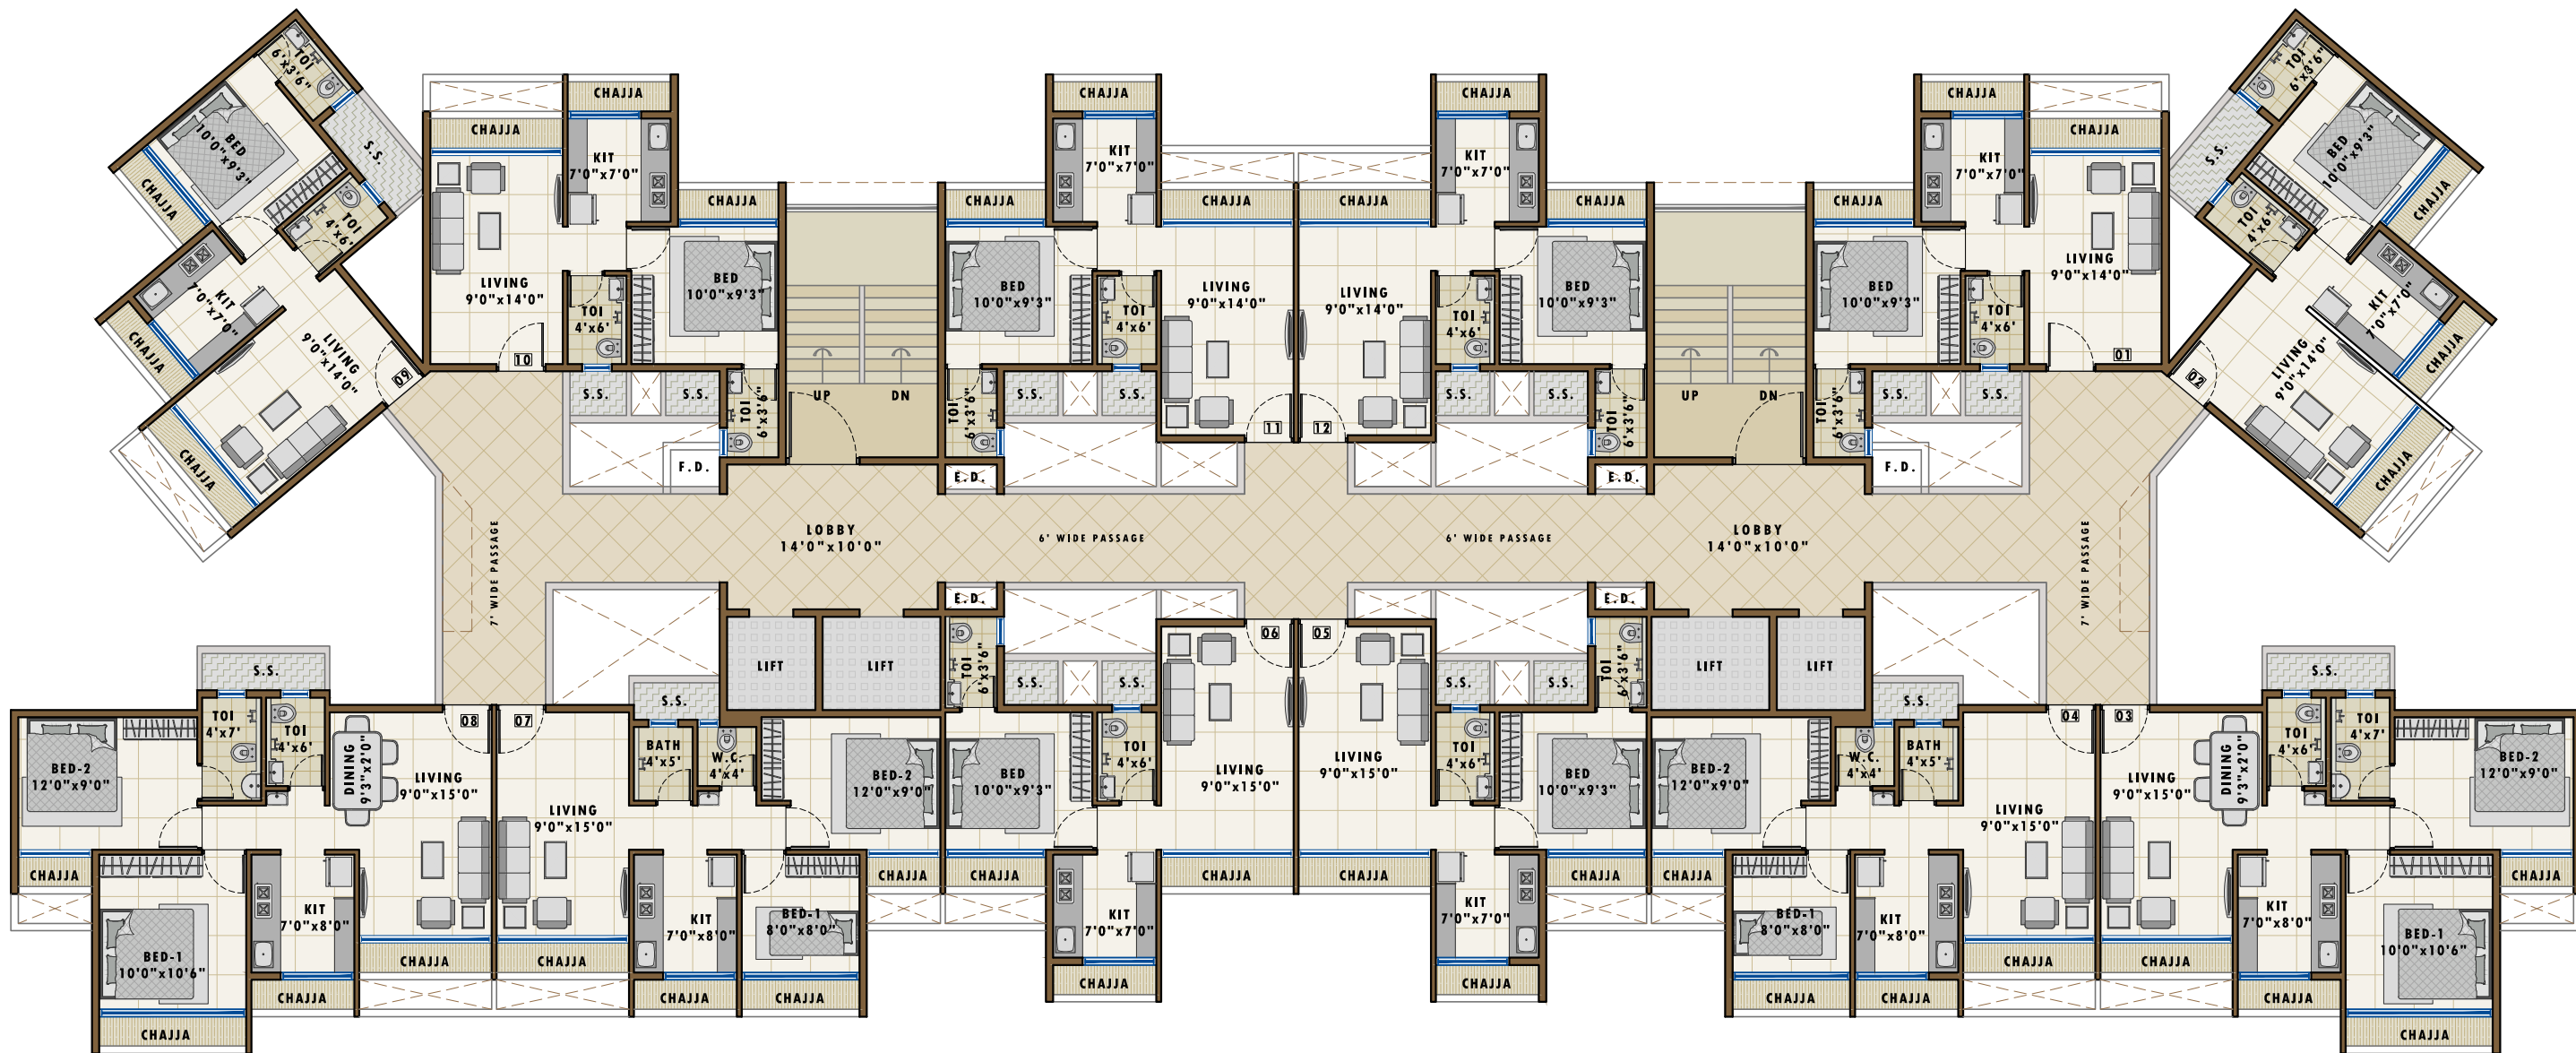 TOI
6'x3'6"
BED
10'0"x9'3"
S.S.
CHAJJA
TOI
4'x6'
KIT
7'0"x7'0"
CHAJJA
LIVING
9'0"x14'0"
09
CHAJJA
CHAJJA
CHAJJA
KIT
7'0"x7'0"
CHAJJA
LIVING
9'0"x14'0"
BED
10'0"x9'3"
TOI
4'x6'
10
S.S.
S.S.
TOI
6'x3'6"
F.D.
UP
DN
CHAJJA
KIT
7'0"x7'0"
CHAJJA
CHAJJA
BED
10'0"x9'3"
LIVING
9'0"x14'0"
TOI
4'x6'
TOI
6'x3'6"
S.S.
S.S.
11
E.D.
CHAJJA
KIT
7'0"x7'0"
CHAJJA
CHAJJA
LIVING
9'0"x14'0"
BED
10'0"x9'3"
TOI
4'x6'
12
S.S.
S.S.
TOI
6'x3'6"
E.D.
UP
DN
CHAJJA
CHAJJA
KIT
7'0"x7'0"
CHAJJA
BED
10'0"x9'3"
LIVING
9'0"x14'0"
TOI
4'x6'
01
TOI
6'x3'6"
S.S.
S.S.
F.D.
TOI
6'x3'6"
BED
10'0"x9'3"
S.S.
CHAJJA
TOI
4'x6'
KIT
7'0"x7'0"
CHAJJA
02
LIVING
9'0"x14'0"
CHAJJA
7' WIDE PASSAGE
LOBBY
14'0"x10'0"
6' WIDE PASSAGE
6' WIDE PASSAGE
LOBBY
14'0"x10'0"
7' WIDE PASSAGE
S.S.
TOI
4'x7'
TOI
4'x6'
BED-2
12'0"x9'0"
DINING
9'3"x2'0"
08
LIVING
9'0"x15'0"
CHAJJA
KIT
7'0"x8'0"
BED-1
10'0"x10'6"
CHAJJA
CHAJJA
CHAJJA
07
LIVING
9'0"x15'0"
S.S.
BATH
4'x5'
W.C.
4'x4'
BED-2
12'0"x9'0"
CHAJJA
KIT
7'0"x8'0"
BED-1
8'0"x8'0"
CHAJJA
CHAJJA
CHAJJA
LIFT
LIFT
E.D.
TOI
6'x3'6"
S.S.
S.S.
06
TOI
4'x6'
BED
10'0"x9'3"
LIVING
9'0"x15'0"
CHAJJA
CHAJJA
KIT
7'0"x7'0"
CHAJJA
05
LIVING
9'0"x15'0"
S.S.
S.S.
E.D.
TOI
6'x3'6"
TOI
4'x6'
BED
10'0"x9'3"
CHAJJA
CHAJJA
KIT
7'0"x7'0"
CHAJJA
LIFT
LIFT
S.S.
BED-2
12'0"x9'0"
W.C.
4'x4'
BATH
4'x5'
04
LIVING
9'0"x15'0"
CHAJJA
BED-1
8'0"x8'0"
KIT
7'0"x8'0"
CHAJJA
CHAJJA
CHAJJA
03
LIVING
9'0"x15'0"
DINING
9'3"x2'0"
S.S.
TOI
4'x6'
TOI
4'x7'
BED-2
12'0"x9'0"
CHAJJA
KIT
7'0"x8'0"
BED-1
10'0"x10'6"
CHAJJA
CHAJJA
CHAJJA